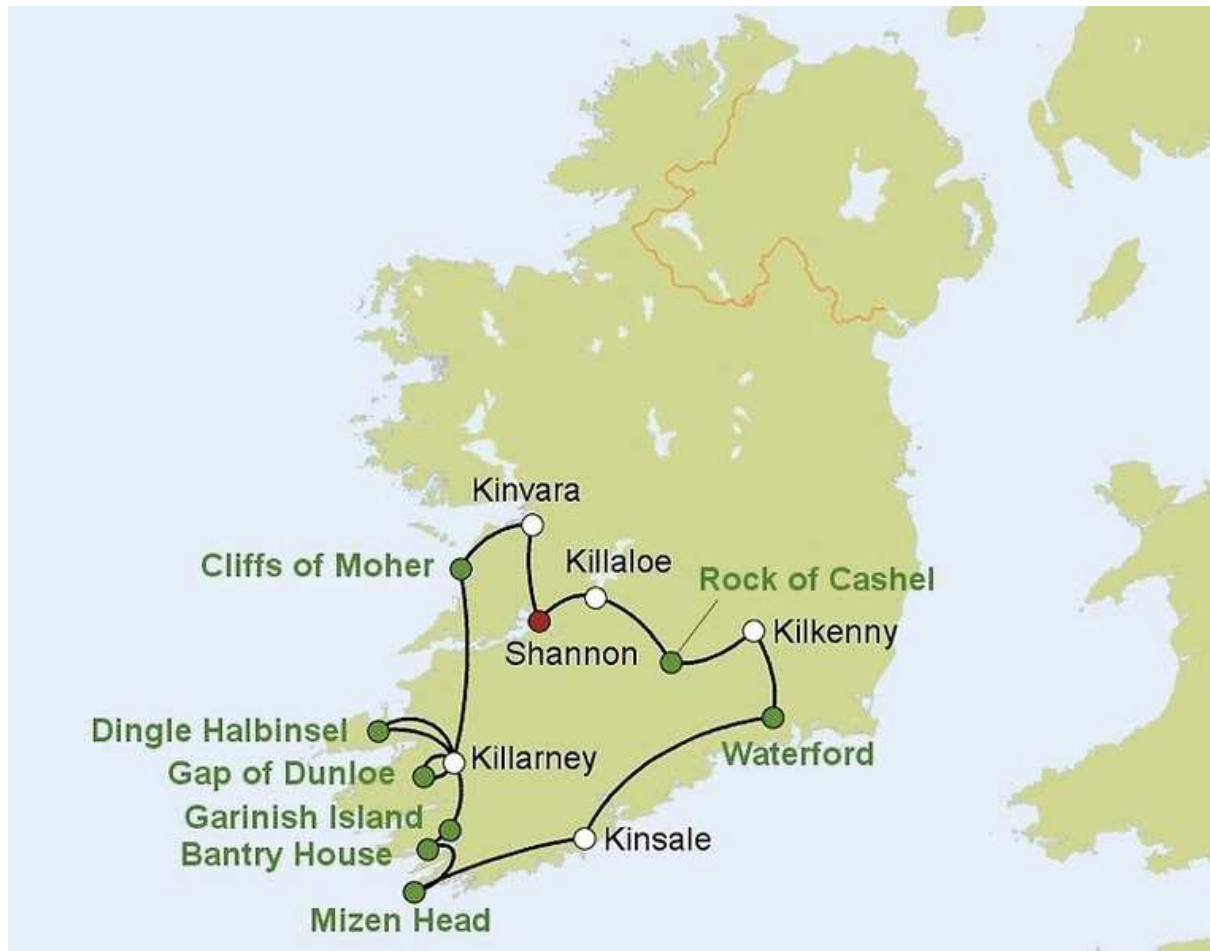 Kinvara
Cliffs of Moher
Killaloe
Rock of Cashel
Kilkenny
Shannon
Dingle Halbinsel
Waterford
Killarney
Gap of Dunloe
Garinish Island
Kinsale
Bantry House
Mizen Head